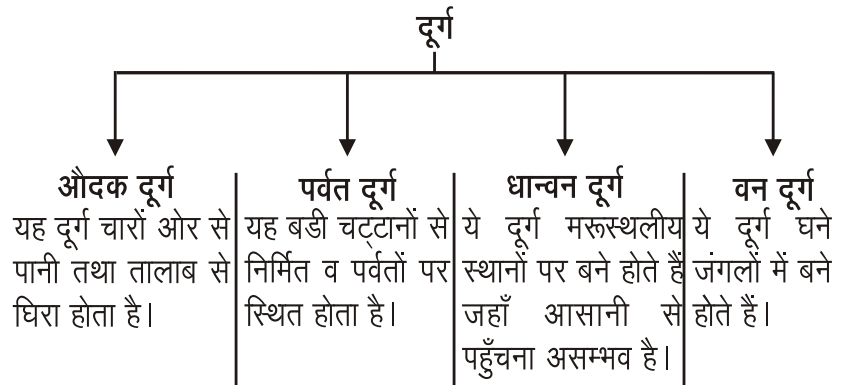 दूर्ग
औदक दूर्ग
यह दूर्ग चारों ओर से
पानी तथा तालाब से
घिरा होता है।
पर्वत दूर्ग
यह बडी चट्टानों से
निर्मित व पर्वतों पर
स्थित होता है।
धान्वन दूर्ग
ये दूर्ग मरूस्थलीय
स्थानों पर बने होते हैं
जहाँ आसानी से
पहुँचना असम्भव है।
वन दूर्ग
ये दूर्ग घने
जंगलों में बने
होते हैं।